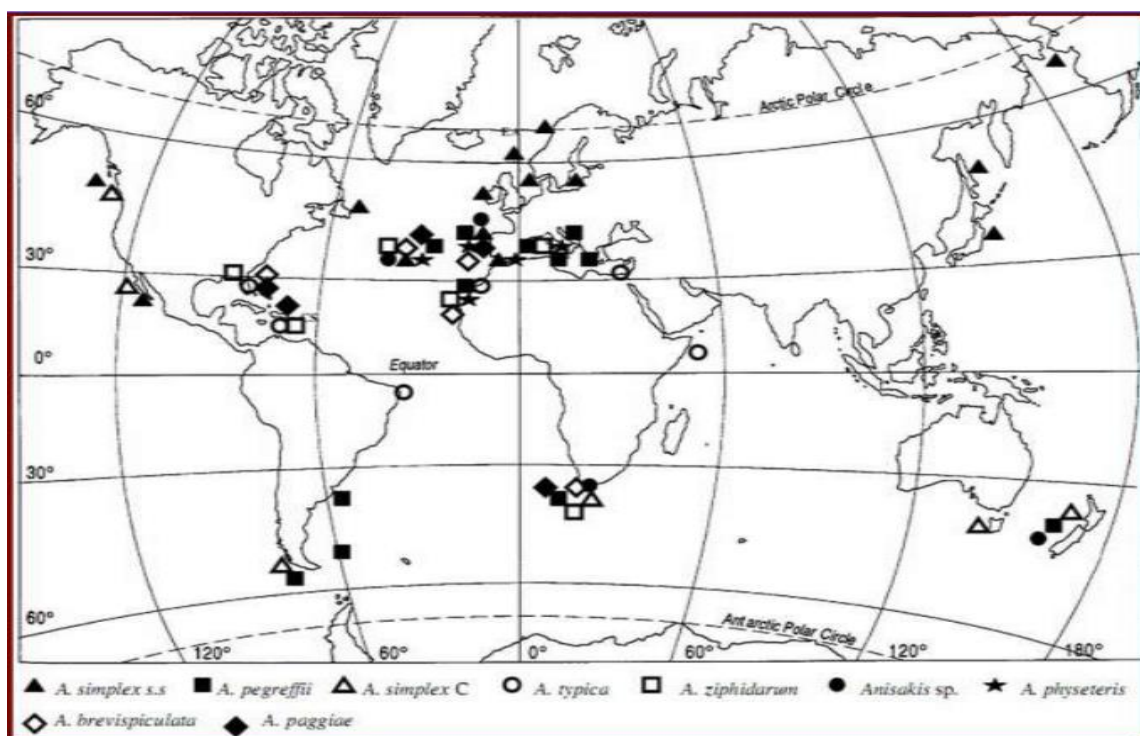 60°
Arctic Polar Circle
30°
0°
Equator
30°
60°
Antarctic Polar Circle
120° 60° 0° 60° 120° 180°
A. simplex s.s A. pegreffii A. simplex C A. typica A. ziphidarum Anisakis sp. A. physeteris
A. brevispiculata A. paggiae